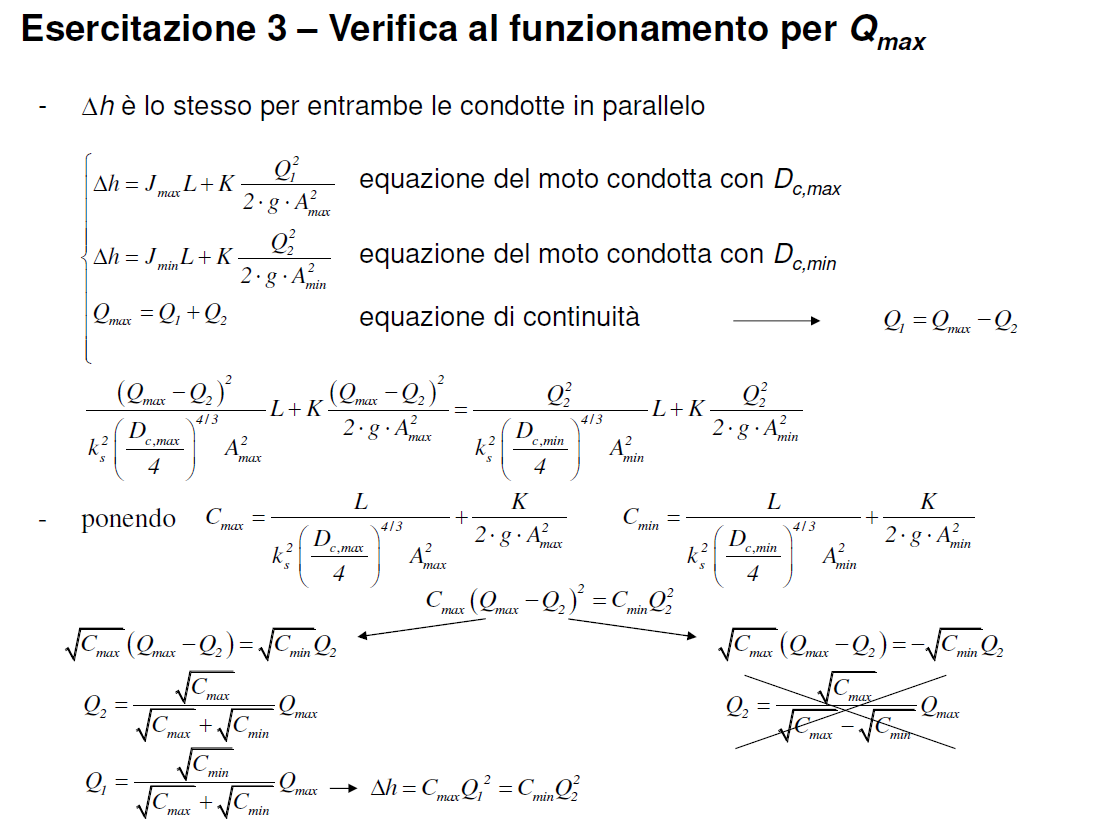 Esercitazione 3 – Verifica al funzionamento per Q_max
- Δh è lo stesso per entrambe le condotte in parallelo
Δh = J_max L + K Q_1^2 / (2·g·A_max^2) equazione del moto condotta con D_c,max
Δh = J_min L + K Q_2^2 / (2·g·A_min^2) equazione del moto condotta con D_c,min
Q_max = Q_1 + Q_2 equazione di continuità → Q_1 = Q_max − Q_2
(Q_max − Q_2)^2 / (k_s^2 (D_c,max / 4)^4/3 A_max^2) L + K (Q_max − Q_2)^2 / (2·g·A_max^2) = Q_2^2 / (k_s^2 (D_c,min / 4)^4/3 A_min^2) L + K Q_2^2 / (2·g·A_min^2)
- ponendo C_max = L / (k_s^2 (D_c,max / 4)^4/3 A_max^2) + K / (2·g·A_max^2) C_min = L / (k_s^2 (D_c,min / 4)^4/3 A_min^2) + K / (2·g·A_min^2)
C_max (Q_max − Q_2)^2 = C_min Q_2^2
√C_max (Q_max − Q_2) = √C_min Q_2 √C_max (Q_max − Q_2) = −√C_min Q_2
Q_2 = √C_max / (√C_max + √C_min) Q_max Q_2 = √C_max / (√C_max − √C_min) Q_max
Q_1 = √C_min / (√C_max + √C_min) Q_max → Δh = C_max Q_1^2 = C_min Q_2^2